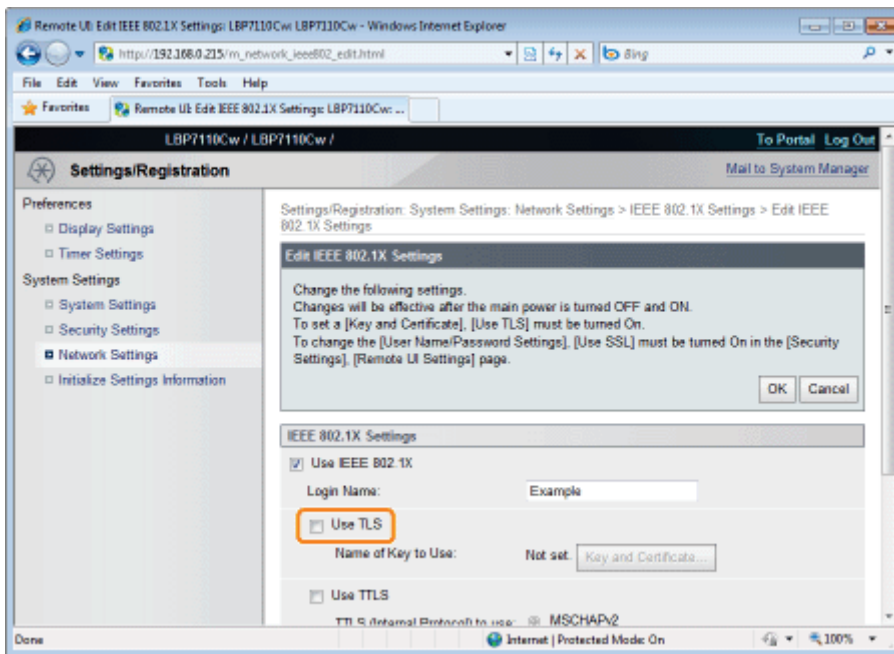 Remote UI: Edit IEEE 802.1X Settings: LBP7110Cw: LBP7110Cw - Windows Internet Explorer
http://192.168.0.215/m_network_ieee802_edit.html
Bing
File Edit View Favorites Tools Help
Favorites
Remote UI: Edit IEEE 802.1X Settings: LBP7110Cw: ...
LBP7110Cw / LBP7110Cw /
To Portal Log Out
Settings/Registration
Mail to System Manager
Preferences
Display Settings
Timer Settings
System Settings
System Settings
Security Settings
Network Settings
Initialize Settings Information
Settings/Registration: System Settings: Network Settings > IEEE 802.1X Settings > Edit IEEE
802.1X Settings
Edit IEEE 802.1X Settings
Change the following settings.
Changes will be effective after the main power is turned OFF and ON.
To set a [Key and Certificate], [Use TLS] must be turned On.
To change the [User Name/Password Settings], [Use SSL] must be turned On in the [Security
Settings], [Remote UI Settings] page.
OK Cancel
IEEE 802.1X Settings
Use IEEE 802.1X
Login Name: Example
Use TLS
Name of Key to Use: Not set. Key and Certificate...
Use TTLS
TTLS (Internal Protocol) to use: MSCHAPv2
Done
Internet | Protected Mode: On
100%